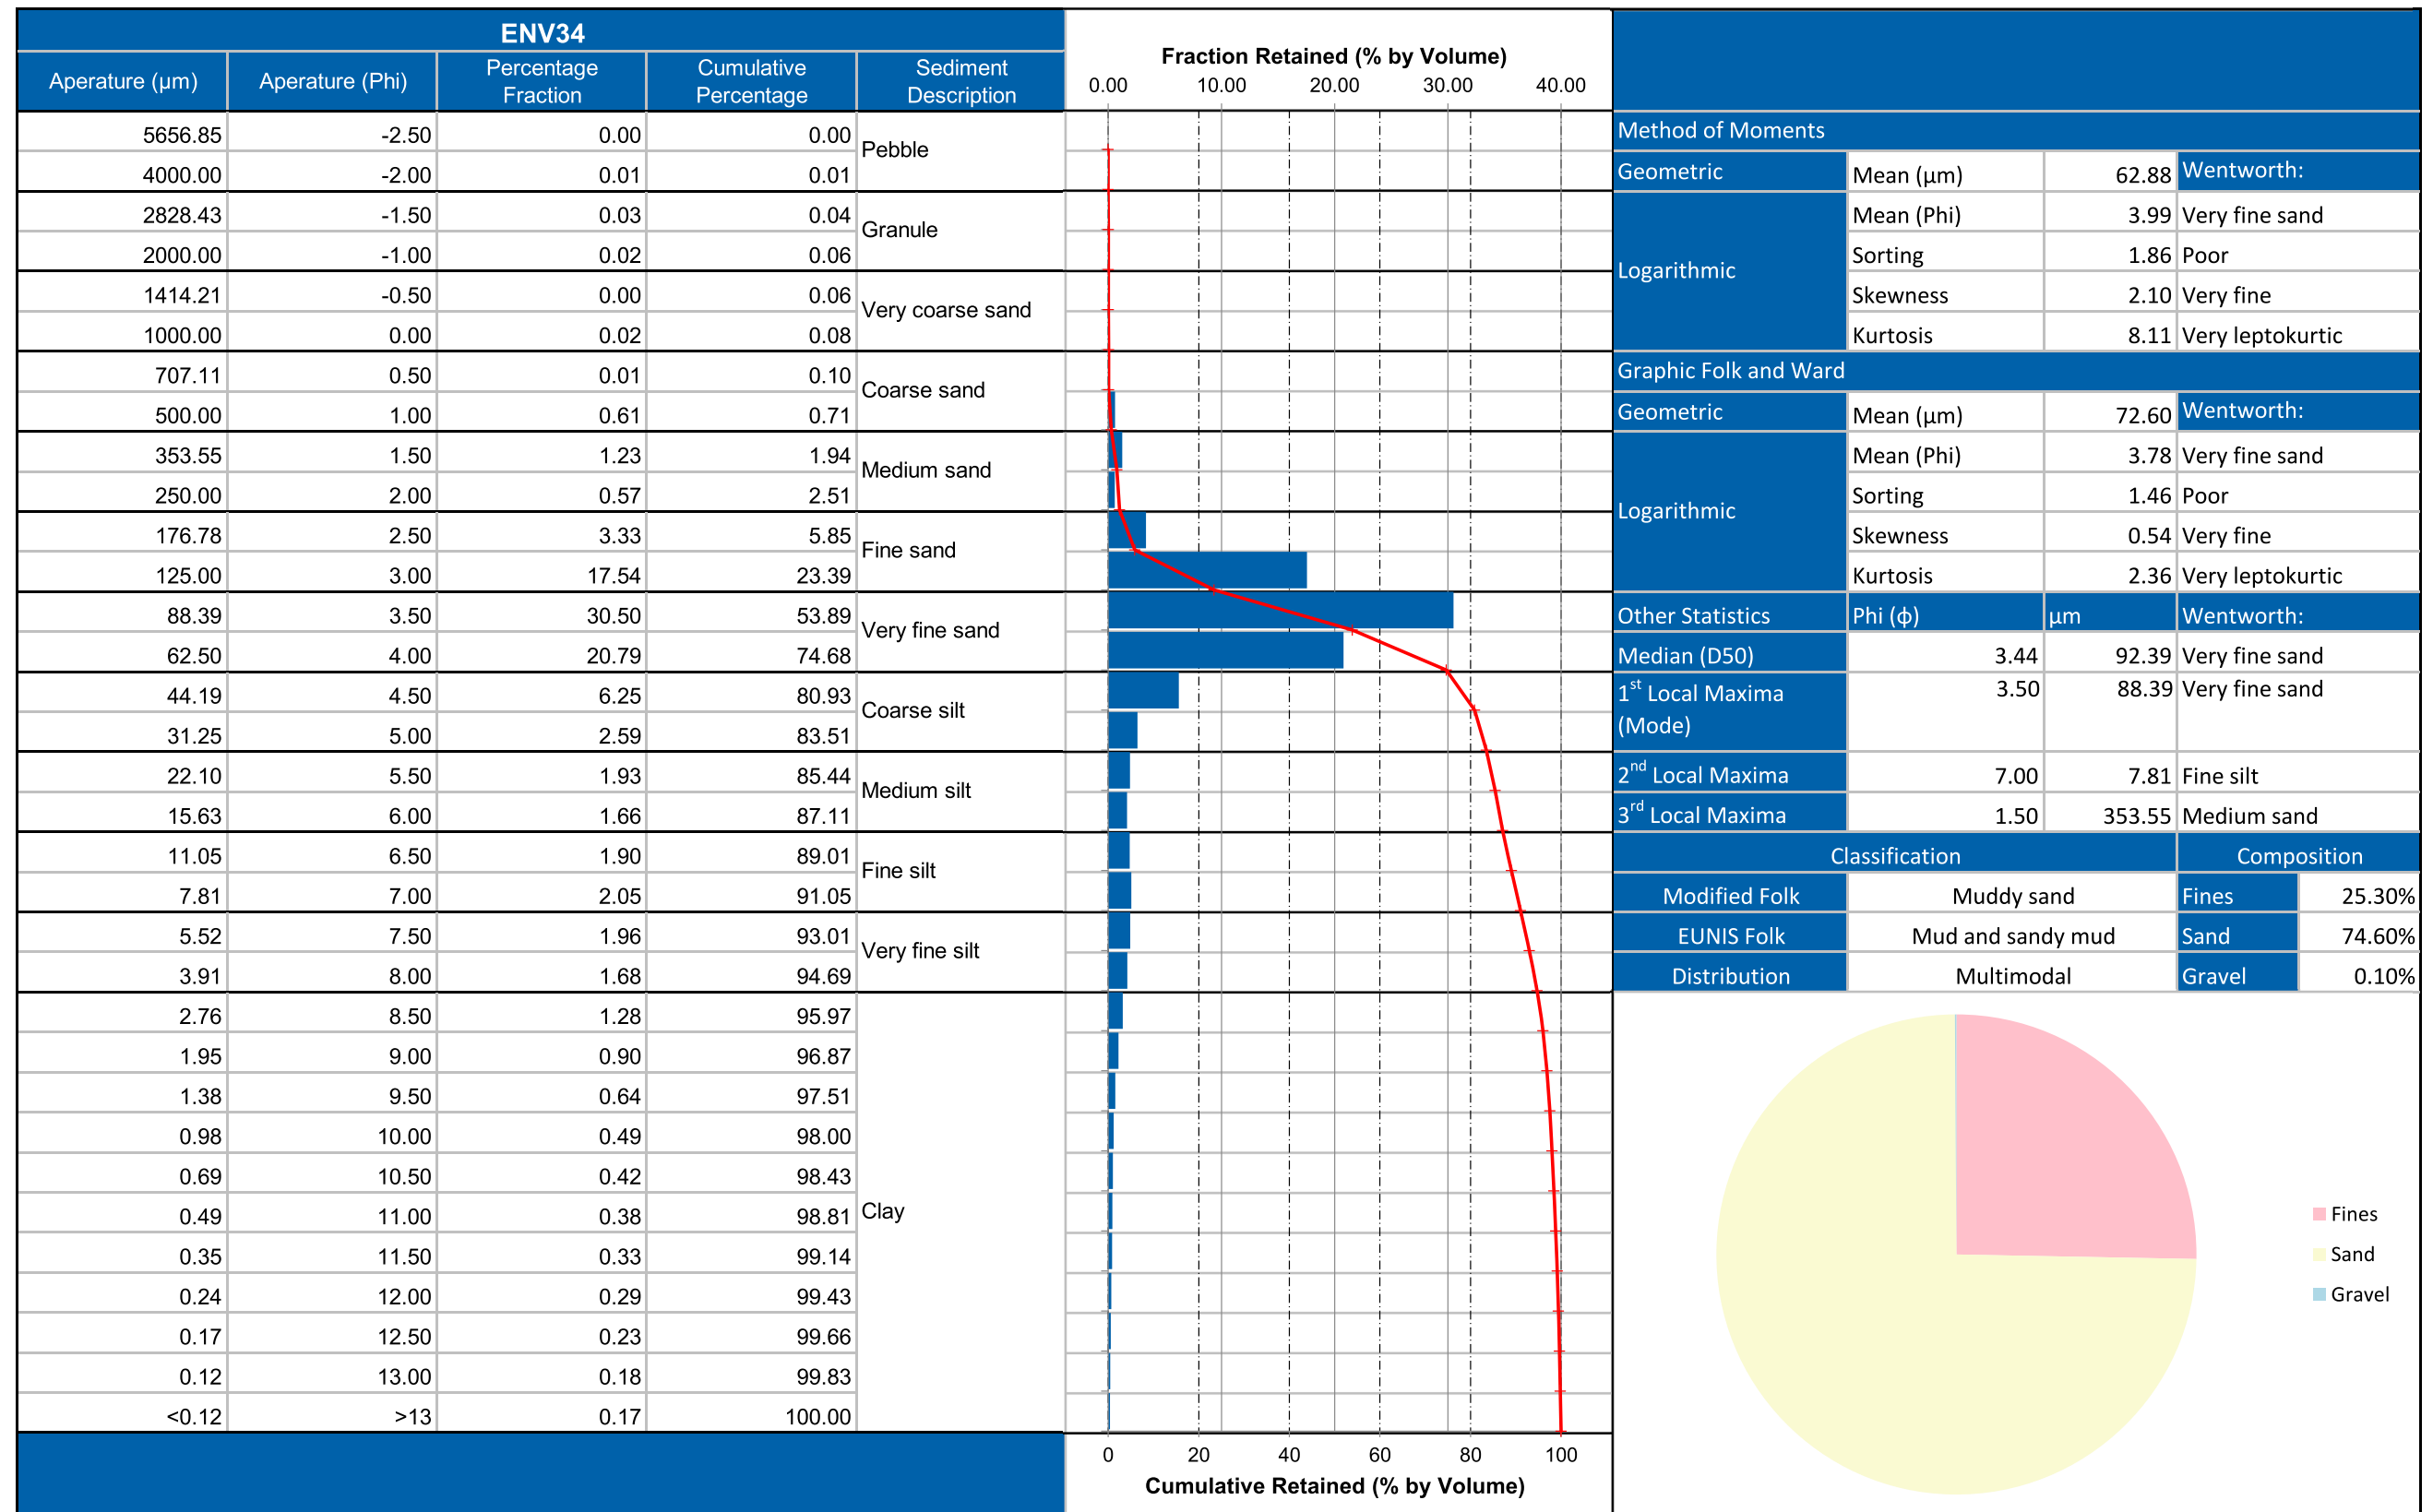 ENV34
Aperature (µm) Aperature (Phi) Percentage Fraction Cumulative Percentage Sediment Description
5656.85 -2.50 0.00 0.00 Pebble
4000.00 -2.00 0.01 0.01
2828.43 -1.50 0.03 0.04 Granule
2000.00 -1.00 0.02 0.06
1414.21 -0.50 0.00 0.06 Very coarse sand
1000.00 0.00 0.02 0.08
707.11 0.50 0.01 0.10 Coarse sand
500.00 1.00 0.61 0.71
353.55 1.50 1.23 1.94 Medium sand
250.00 2.00 0.57 2.51
176.78 2.50 3.33 5.85 Fine sand
125.00 3.00 17.54 23.39
88.39 3.50 30.50 53.89 Very fine sand
62.50 4.00 20.79 74.68
44.19 4.50 6.25 80.93 Coarse silt
31.25 5.00 2.59 83.51
22.10 5.50 1.93 85.44 Medium silt
15.63 6.00 1.66 87.11
11.05 6.50 1.90 89.01 Fine silt
7.81 7.00 2.05 91.05
5.52 7.50 1.96 93.01 Very fine silt
3.91 8.00 1.68 94.69
2.76 8.50 1.28 95.97
1.95 9.00 0.90 96.87
1.38 9.50 0.64 97.51
0.98 10.00 0.49 98.00
0.69 10.50 0.42 98.43
0.49 11.00 0.38 98.81 Clay
0.35 11.50 0.33 99.14
0.24 12.00 0.29 99.43
0.17 12.50 0.23 99.66
0.12 13.00 0.18 99.83
<0.12 >13 0.17 100.00
Fraction Retained (% by Volume)
0.00 10.00 20.00 30.00 40.00
0 20 40 60 80 100
Cumulative Retained (% by Volume)
Method of Moments
Geometric Mean (µm) 62.88 Wentworth:
Logarithmic
Mean (Phi) 3.99 Very fine sand
Sorting 1.86 Poor
Skewness 2.10 Very fine
Kurtosis 8.11 Very leptokurtic
Graphic Folk and Ward
Geometric Mean (µm) 72.60 Wentworth:
Logarithmic
Mean (Phi) 3.78 Very fine sand
Sorting 1.46 Poor
Skewness 0.54 Very fine
Kurtosis 2.36 Very leptokurtic
Other Statistics Phi (ϕ) µm Wentworth:
Median (D50) 3.44 92.39 Very fine sand
1st Local Maxima (Mode) 3.50 88.39 Very fine sand
2nd Local Maxima 7.00 7.81 Fine silt
3rd Local Maxima 1.50 353.55 Medium sand
Classification Composition
Modified Folk Muddy sand Fines 25.30%
EUNIS Folk Mud and sandy mud Sand 74.60%
Distribution Multimodal Gravel 0.10%
Fines
Sand
Gravel